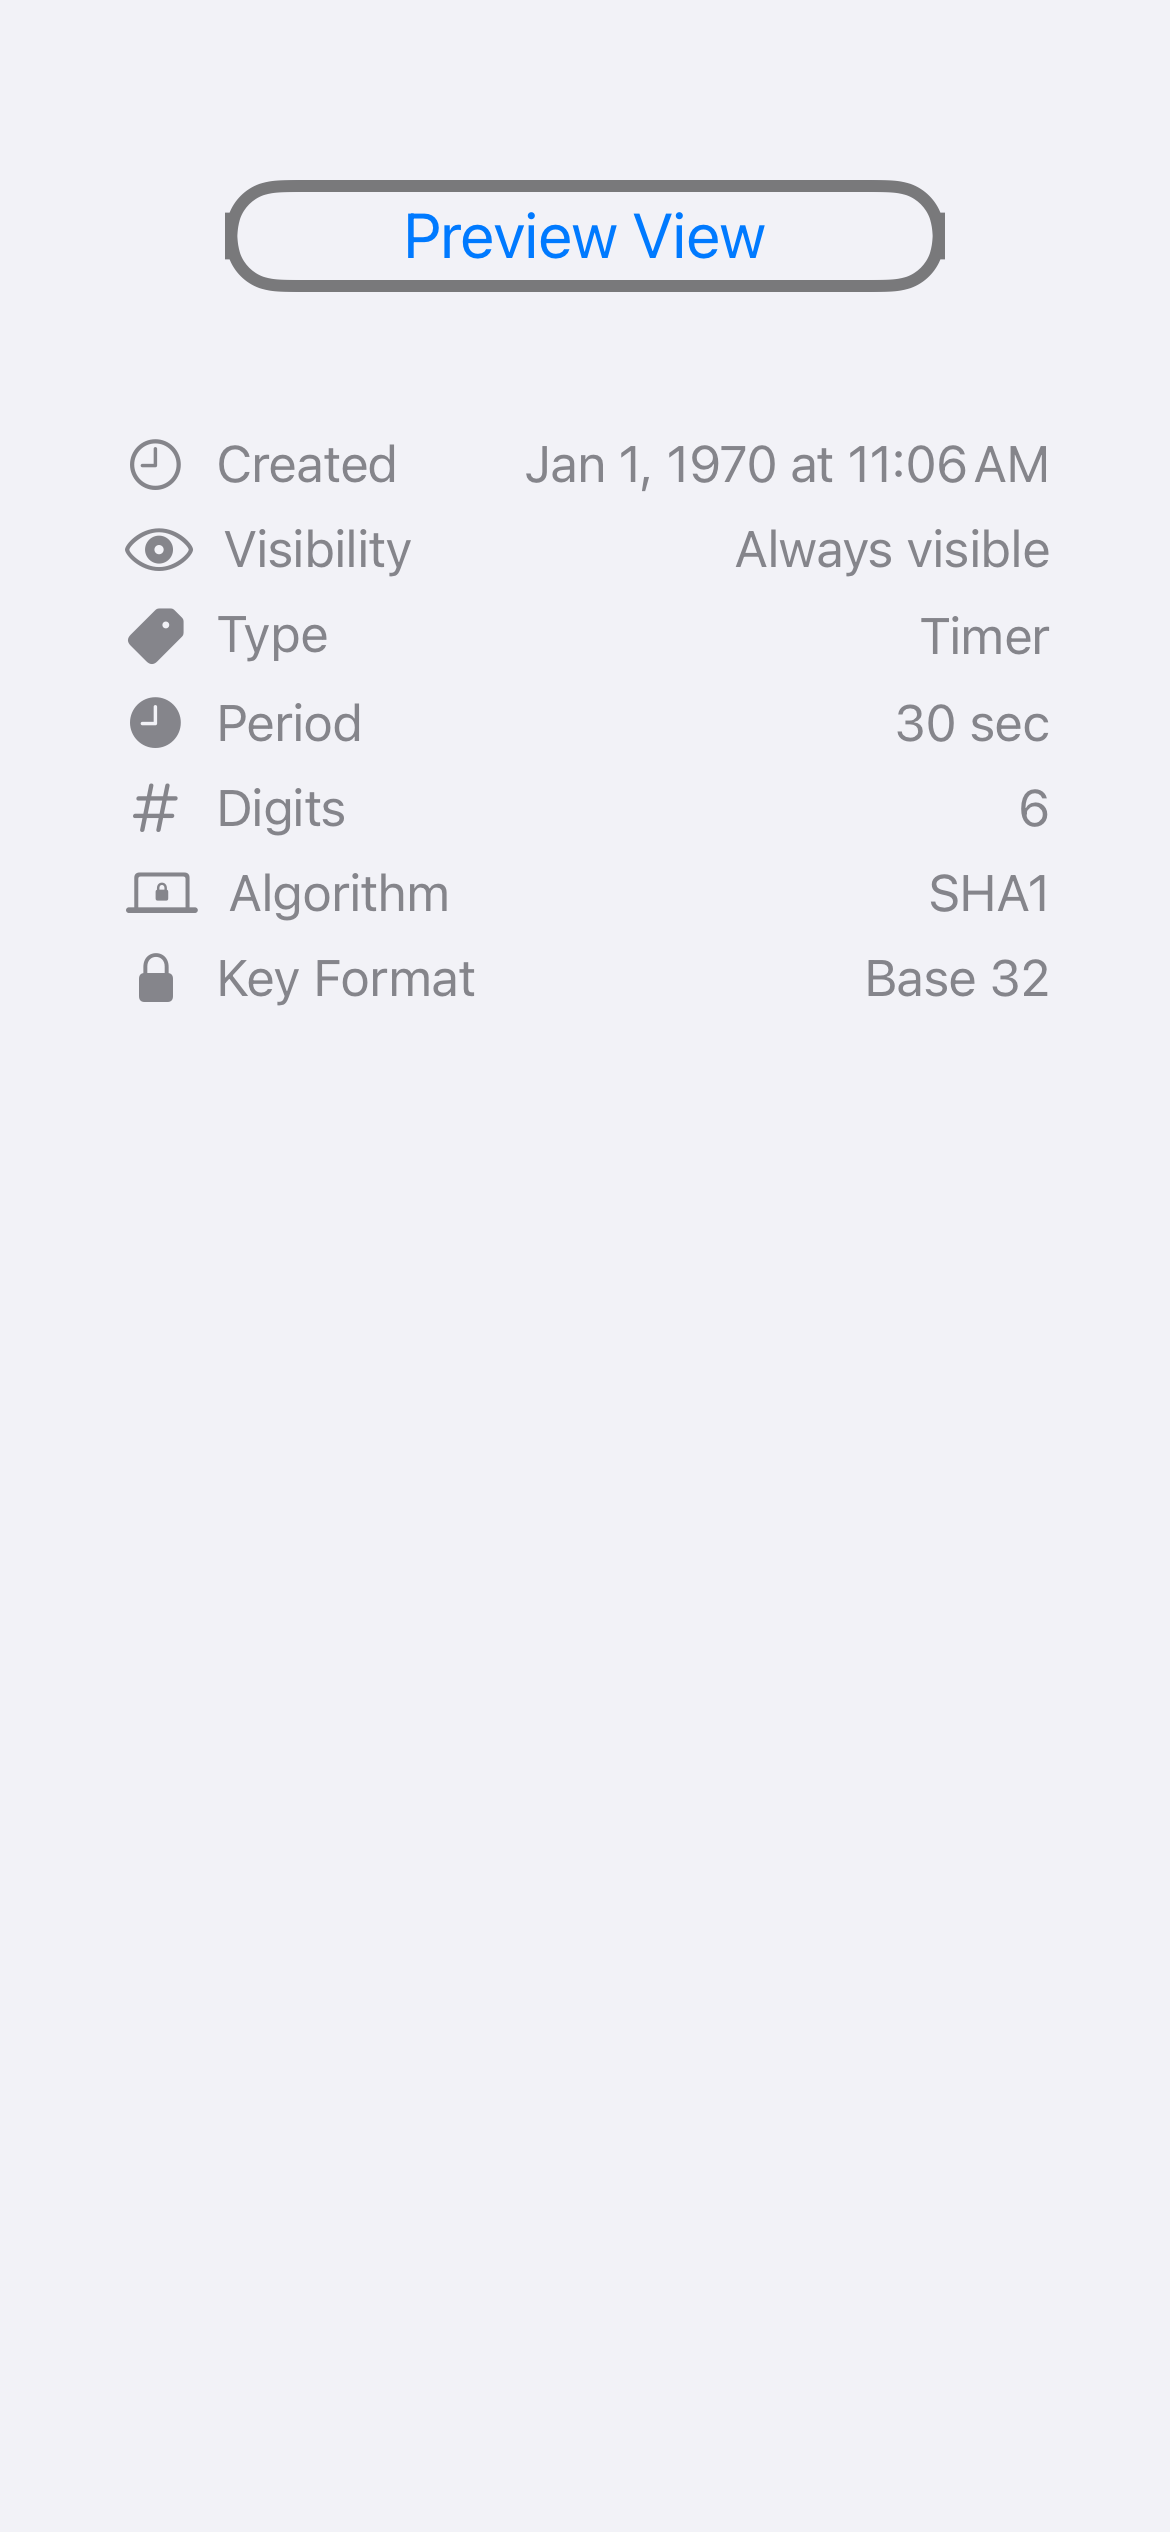 Preview View
Created Jan 1, 1970 at 11:06 AM
Visibility Always visible
Type Timer
Period 30 sec
Digits 6
Algorithm SHA1
Key Format Base 32